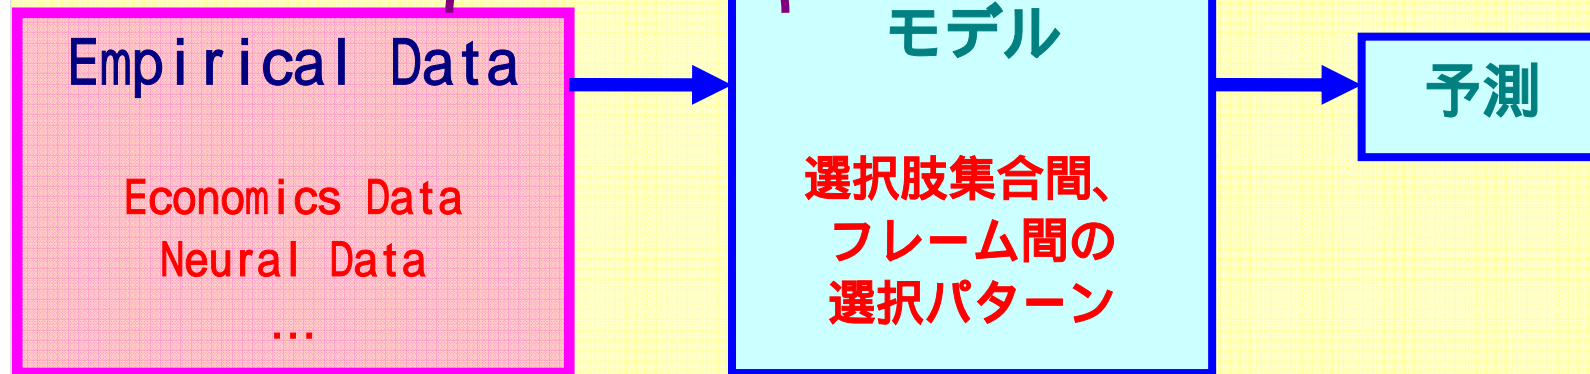 Empirical Data
Economics Data
Neural Data
...
モデル
選択肢集合間、
フレーム間の
選択パターン
予測